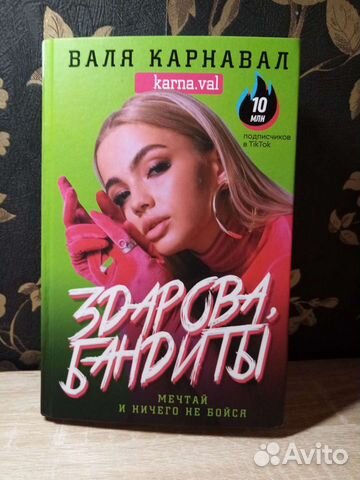 ВАЛЯ КАРНАВАЛ
karna.val
10
МЛН
подписчиков
в TikTok
ЗДАРОВА,
БАНДИТЫ
МЕЧТАЙ
И НИЧЕГО НЕ БОЙСЯ
Avito